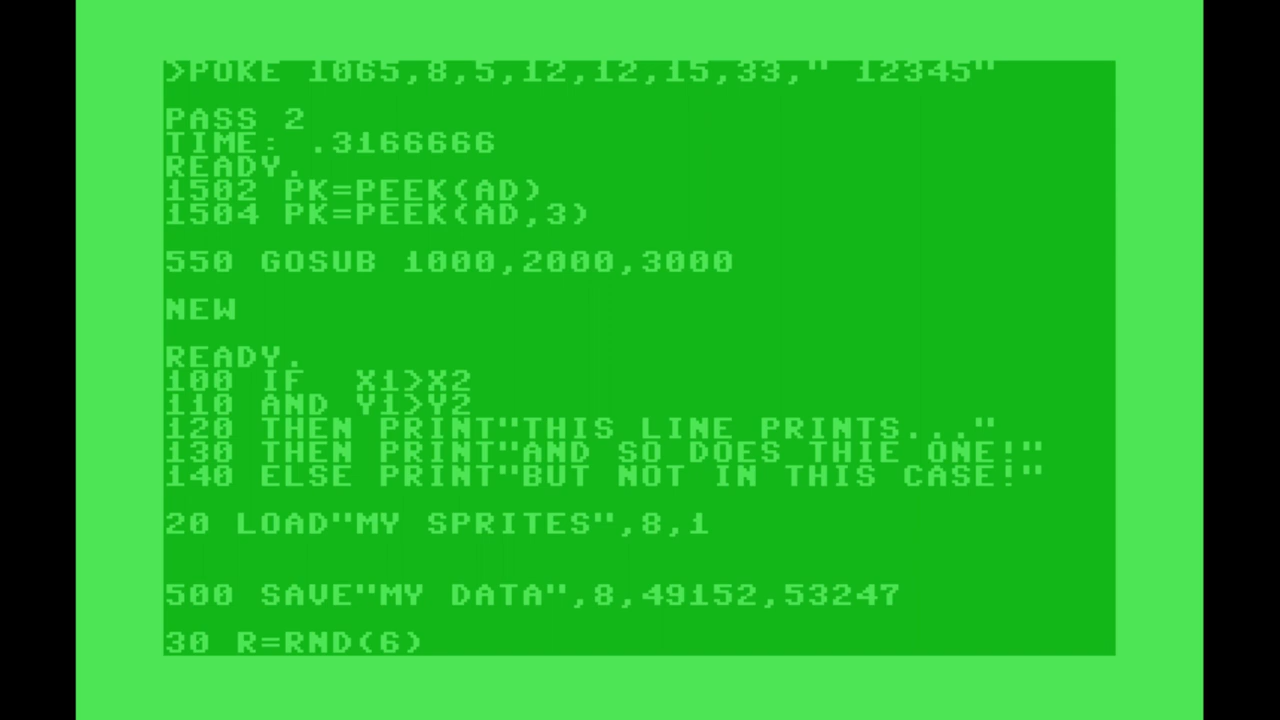 >POKE 1065,8,5,12,12,15,33," 12345"
PASS 2
TIME: .3166666
READY.
1502 PK=PEEK(AD)
1504 PK=PEEK(AD,3)
550 GOSUB 1000,2000,3000
NEW
READY.
100 IF  X1>X2
110 AND Y1>Y2
120 THEN PRINT"THIS LINE PRINTS..."
130 THEN PRINT"AND SO DOES THIE ONE!"
140 ELSE PRINT"BUT NOT IN THIS CASE!"
20 LOAD"MY SPRITES",8,1
500 SAVE"MY DATA",8,49152,53247
30 R=RND(6)